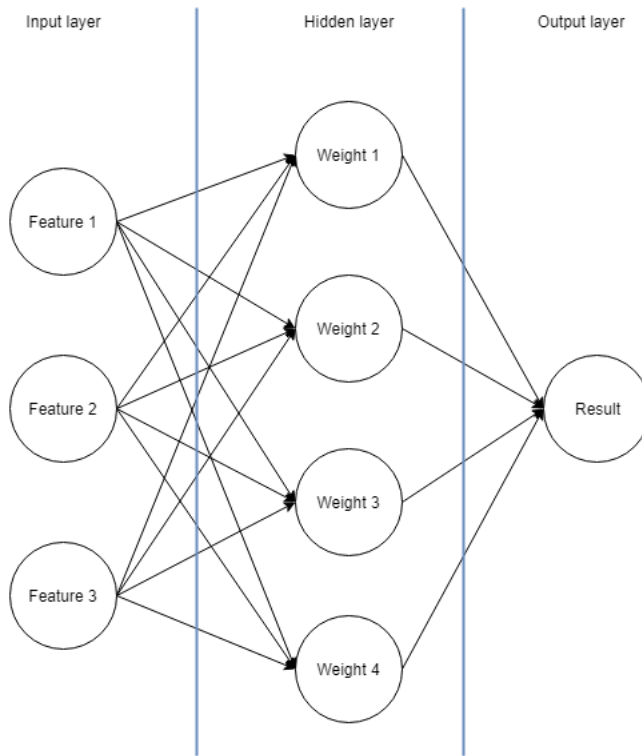 Input layer
Hidden layer
Output layer
Feature 1
Feature 2
Feature 3
Weight 1
Weight 2
Weight 3
Weight 4
Result